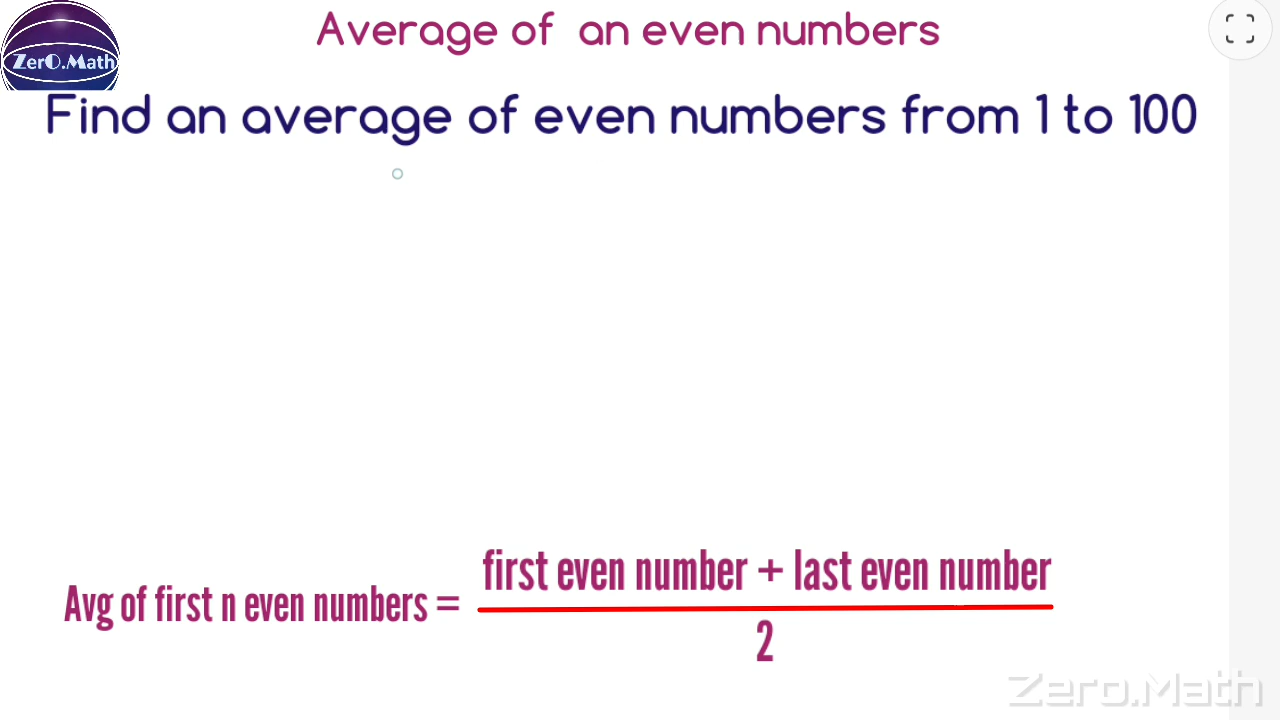 ZerO.Math
Average of an even numbers
Find an average of even numbers from 1 to 100
first even number + last even number
Avg of first n even numbers =
2
Zero.Math